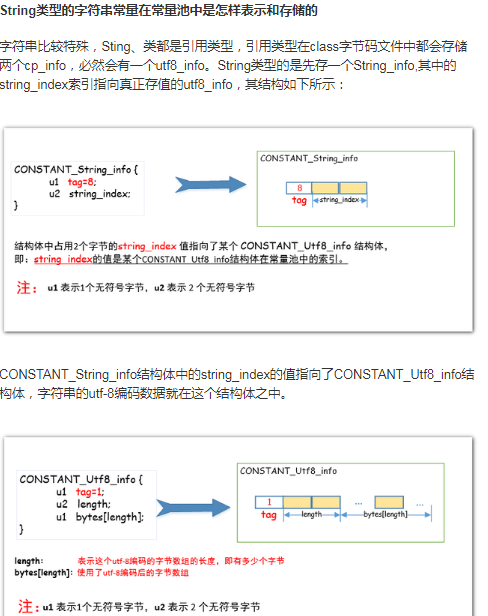 String类型的字符串常量在常量池中是怎样表示和存储的
字符串比较特殊，Sting、类都是引用类型，引用类型在class字节码文件中都会存储
两个cp_info，必然会有一个utf8_info。String类型的是先存一个String_info,其中的
string_index索引指向真正存值的utf8_info，其结构如下所示：
CONSTANT_String_info {
u1 tag=8;
u2 string_index;
}
CONSTANT_String_info
8
tag
string_index
结构体中占用2个字节的string_index 值指向了某个 CONSTANT_Utf8_info 结构体，
即：string_index的值是某个CONSTANT_Utf8_info结构体在常量池中的索引。
注： u1 表示1个无符号字节，u2 表示 2 个无符号字节
CONSTANT_String_info结构体中的string_index的值指向了CONSTANT_Utf8_info结
构体，字符串的utf-8编码数据就在这个结构体之中。
CONSTANT_Utf8_info {
u1 tag=1;
u2 length;
u1 bytes[length];
}
CONSTANT_Utf8_info
1
... ...
tag
length
bytes[length]
length： 表示这个utf-8编码的字节数组的长度，即有多少个字节
bytes[length]：使用了utf-8编码后的字节数组
注：u1 表示1个无符号字节，u2 表示 2 个无符号字节